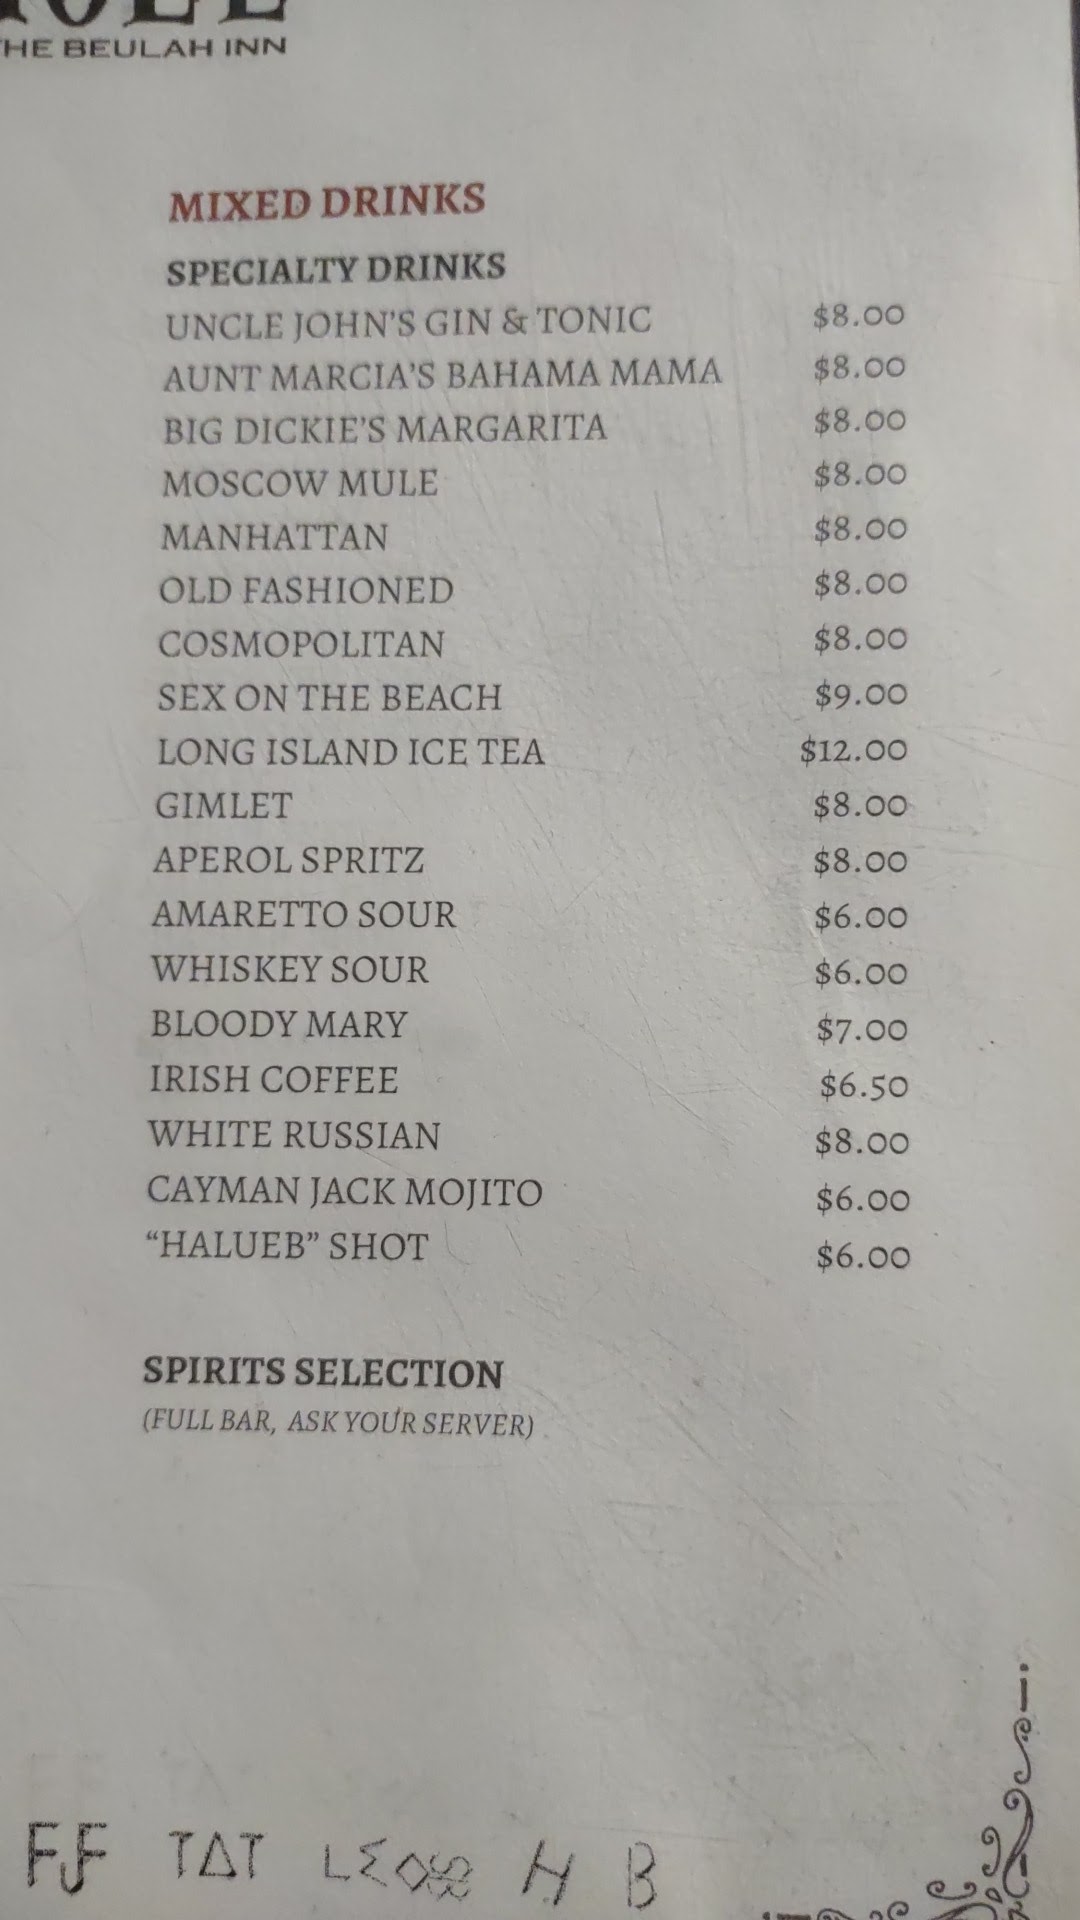 THE BEULAH INN
MIXED DRINKS
SPECIALTY DRINKS
UNCLE JOHN'S GIN & TONIC $8.00
AUNT MARCIA'S BAHAMA MAMA $8.00
BIG DICKIE'S MARGARITA $8.00
MOSCOW MULE $8.00
MANHATTAN $8.00
OLD FASHIONED $8.00
COSMOPOLITAN $8.00
SEX ON THE BEACH $9.00
LONG ISLAND ICE TEA $12.00
GIMLET $8.00
APEROL SPRITZ $8.00
AMARETTO SOUR $6.00
WHISKEY SOUR $6.00
BLOODY MARY $7.00
IRISH COFFEE $6.50
WHITE RUSSIAN $8.00
CAYMAN JACK MOJITO $6.00
“HALUEB” SHOT $6.00
SPIRITS SELECTION
(FULL BAR, ASK YOUR SERVER)
H B